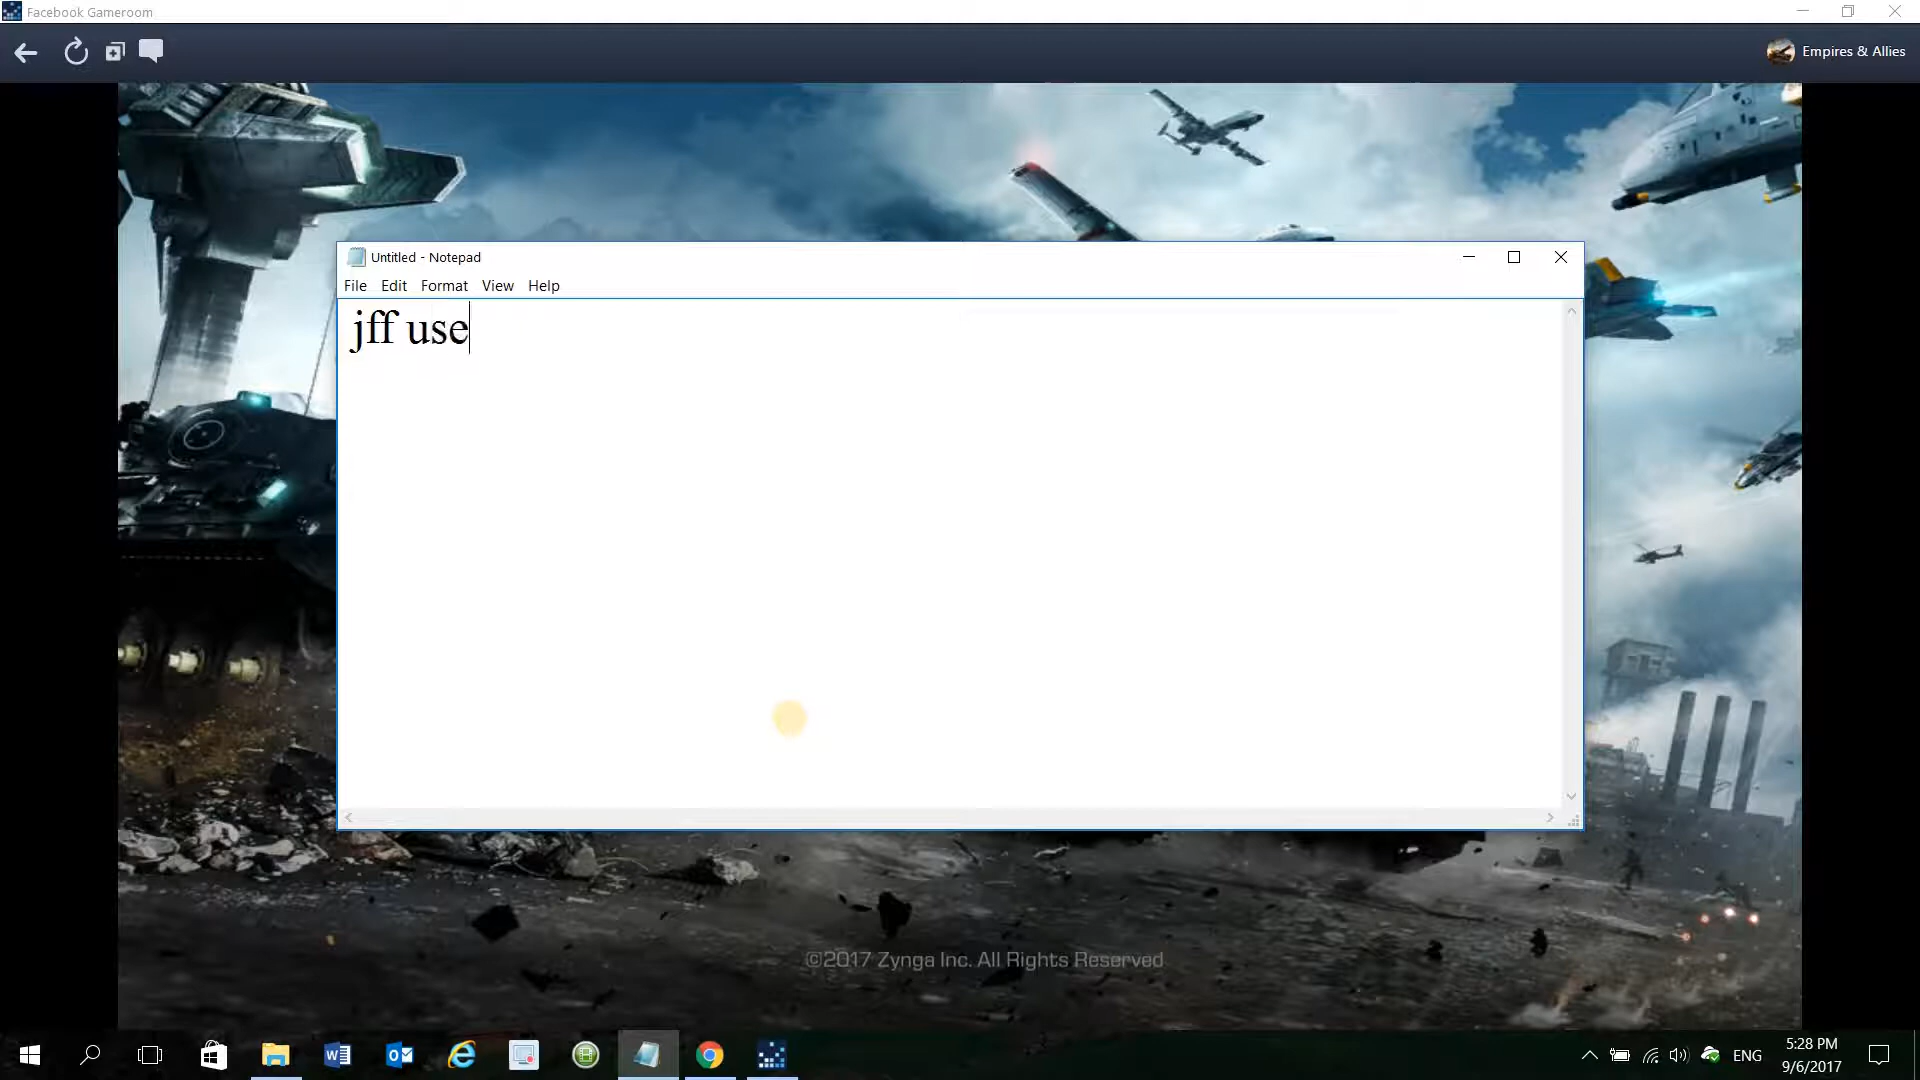 Facebook Gameroom
Empires & Allies
Untitled - Notepad
File Edit Format View Help
jff use
©2017 Zynga Inc. All Rights Reserved
ENG
5:28 PM
9/6/2017